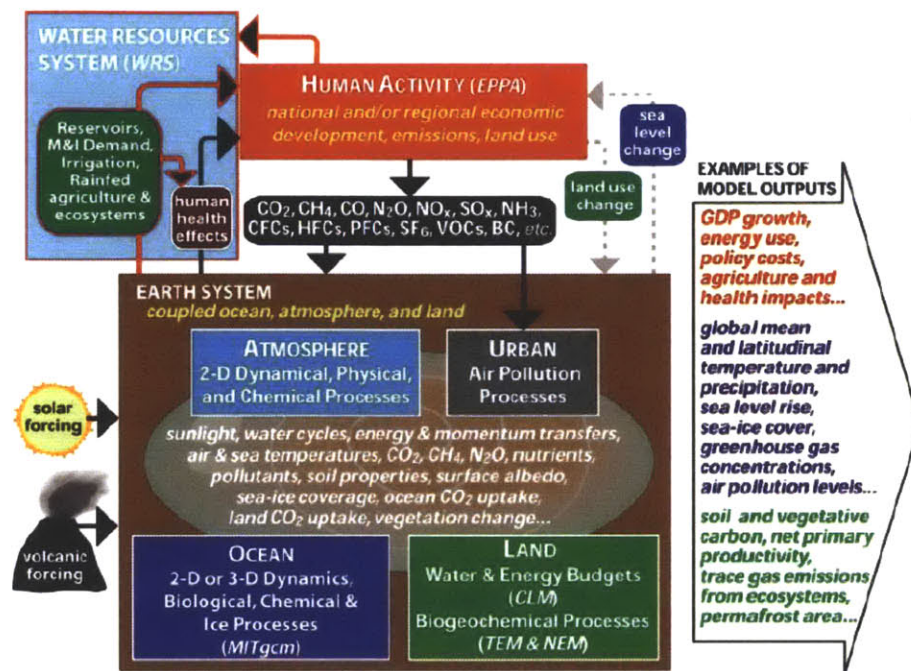 WATER RESOURCES
SYSTEM (WRS)
Reservoirs,
M&I Demand,
Irrigation,
Rainfed
agriculture &
ecosystems
human
health
effects
HUMAN ACTIVITY (EPPA)
national and/or regional economic
development, emissions, land use
sea
level
change
land use
change
CO₂, CH₄, CO, N₂O, NOₓ, SOₓ, NH₃,
CFCs, HFCs, PFCs, SF₆, VOCs, BC, etc.
EARTH SYSTEM
coupled ocean, atmosphere, and land
ATMOSPHERE
2-D Dynamical, Physical,
and Chemical Processes
URBAN
Air Pollution
Processes
solar
forcing
volcanic
forcing
sunlight, water cycles, energy & momentum transfers,
air & sea temperatures, CO₂, CH₄, N₂O, nutrients,
pollutants, soil properties, surface albedo,
sea-ice coverage, ocean CO₂ uptake,
land CO₂ uptake, vegetation change...
OCEAN
2-D or 3-D Dynamics,
Biological, Chemical &
Ice Processes
(MITgcm)
LAND
Water & Energy Budgets
(CLM)
Biogeochemical Processes
(TEM & NEM)
EXAMPLES OF
MODEL OUTPUTS
GDP growth,
energy use,
policy costs,
agriculture and
health impacts...
global mean
and latitudinal
temperature and
precipitation,
sea level rise,
sea-ice cover,
greenhouse gas
concentrations,
air pollution levels...
soil and vegetative
carbon, net primary
productivity,
trace gas emissions
from ecosystems,
permafrost area...